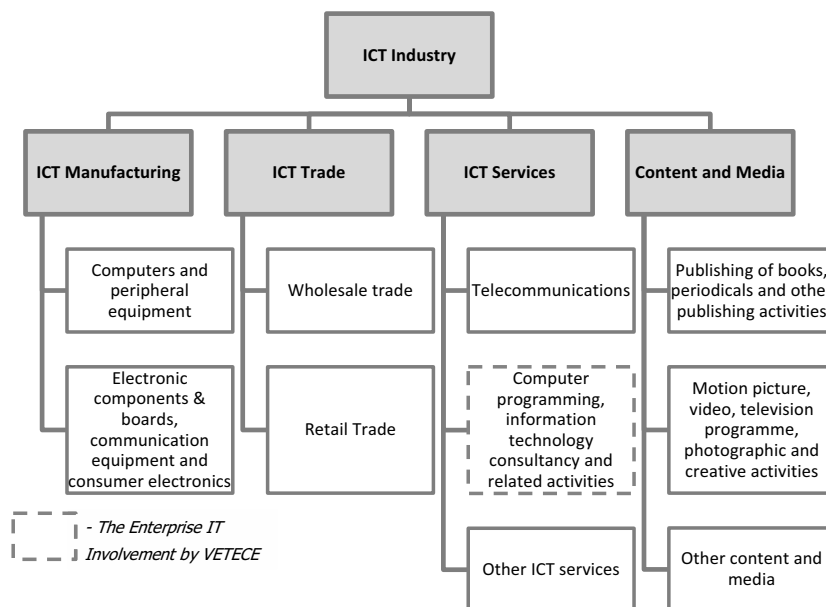 ICT Industry
ICT Manufacturing
ICT Trade
ICT Services
Content and Media
Computers and
peripheral
equipment
Wholesale trade
Telecommunications
Publishing of books,
periodicals and other
publishing activities
Electronic
components &
boards,
communication
equipment and
consumer electronics
Retail Trade
Computer
programming,
information
technology
consultancy and
related activities
Motion picture,
video, television
programme,
photographic and
creative activities
Other ICT services
Other content and
media
- The Enterprise IT
Involvement by VETECE